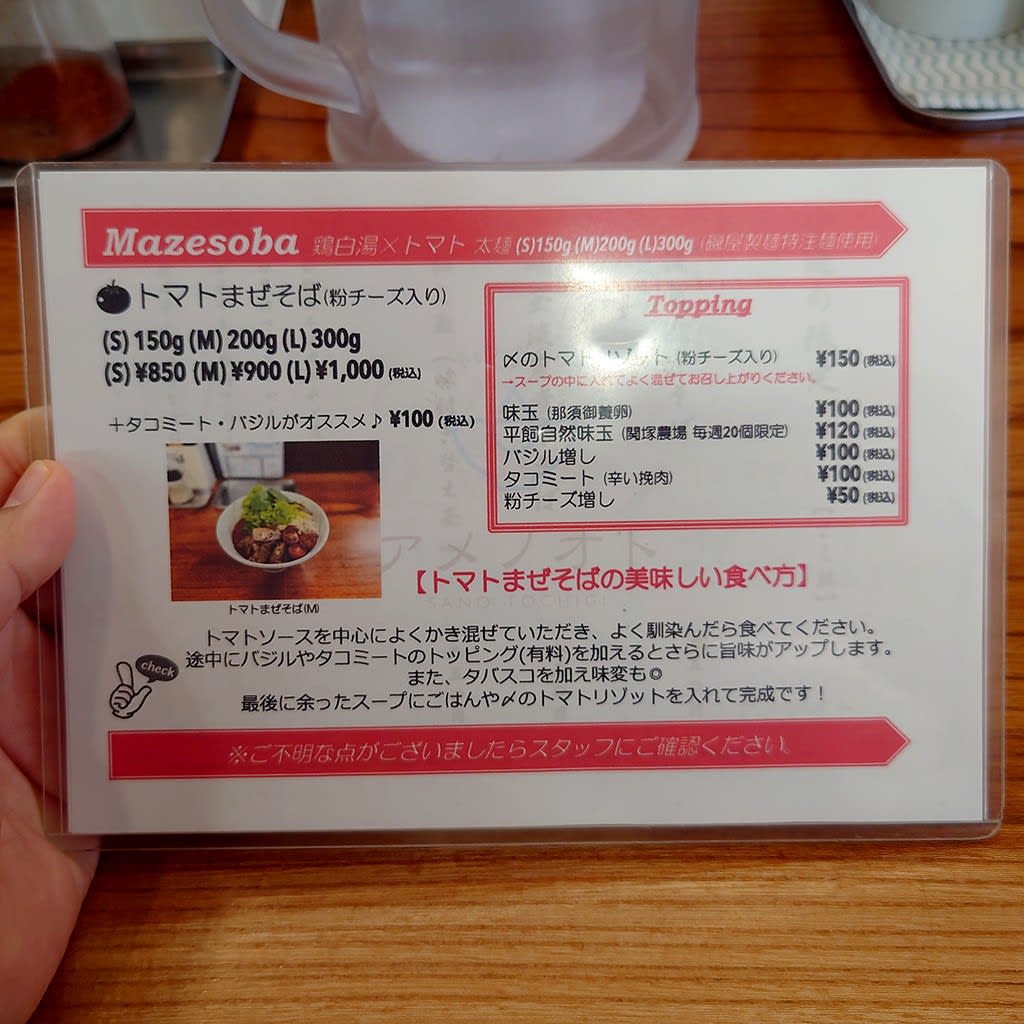 Mazesoba 鶏白湯×トマト 太麺 (S)150g (M)200g (L)300g (磯屋製麺特注麺使用)
トマトまぜそば(粉チーズ入り)
(S) 150g (M) 200g (L) 300g
(S) ¥850 (M) ¥900 (L) ¥1,000 (税込)
+タコミート・バジルがオススメ♪ ¥100 (税込)
トマトまぜそば(M)
Topping
〆のトマトリゾット (粉チーズ入り) ¥150 (税込)
→スープの中に入れてよく混ぜてお召し上がりください。
味玉 (那須御養卵) ¥100 (税込)
平飼自然味玉 (関塚農場 毎週20個限定) ¥120 (税込)
バジル増し ¥100 (税込)
タコミート (辛い挽肉) ¥100 (税込)
粉チーズ増し ¥50 (税込)
アメノオト
SANO TOCHIGI
【トマトまぜそばの美味しい食べ方】
check
トマトソースを中心によくかき混ぜていただき、よく馴染んだら食べてください。
途中にバジルやタコミートのトッピング(有料)を加えるとさらに旨味がアップします。
また、タバスコを加え味変も◎
最後に余ったスープにごはんや〆のトマトリゾットを入れて完成です!
※ご不明な点がございましたらスタッフにご確認ください。